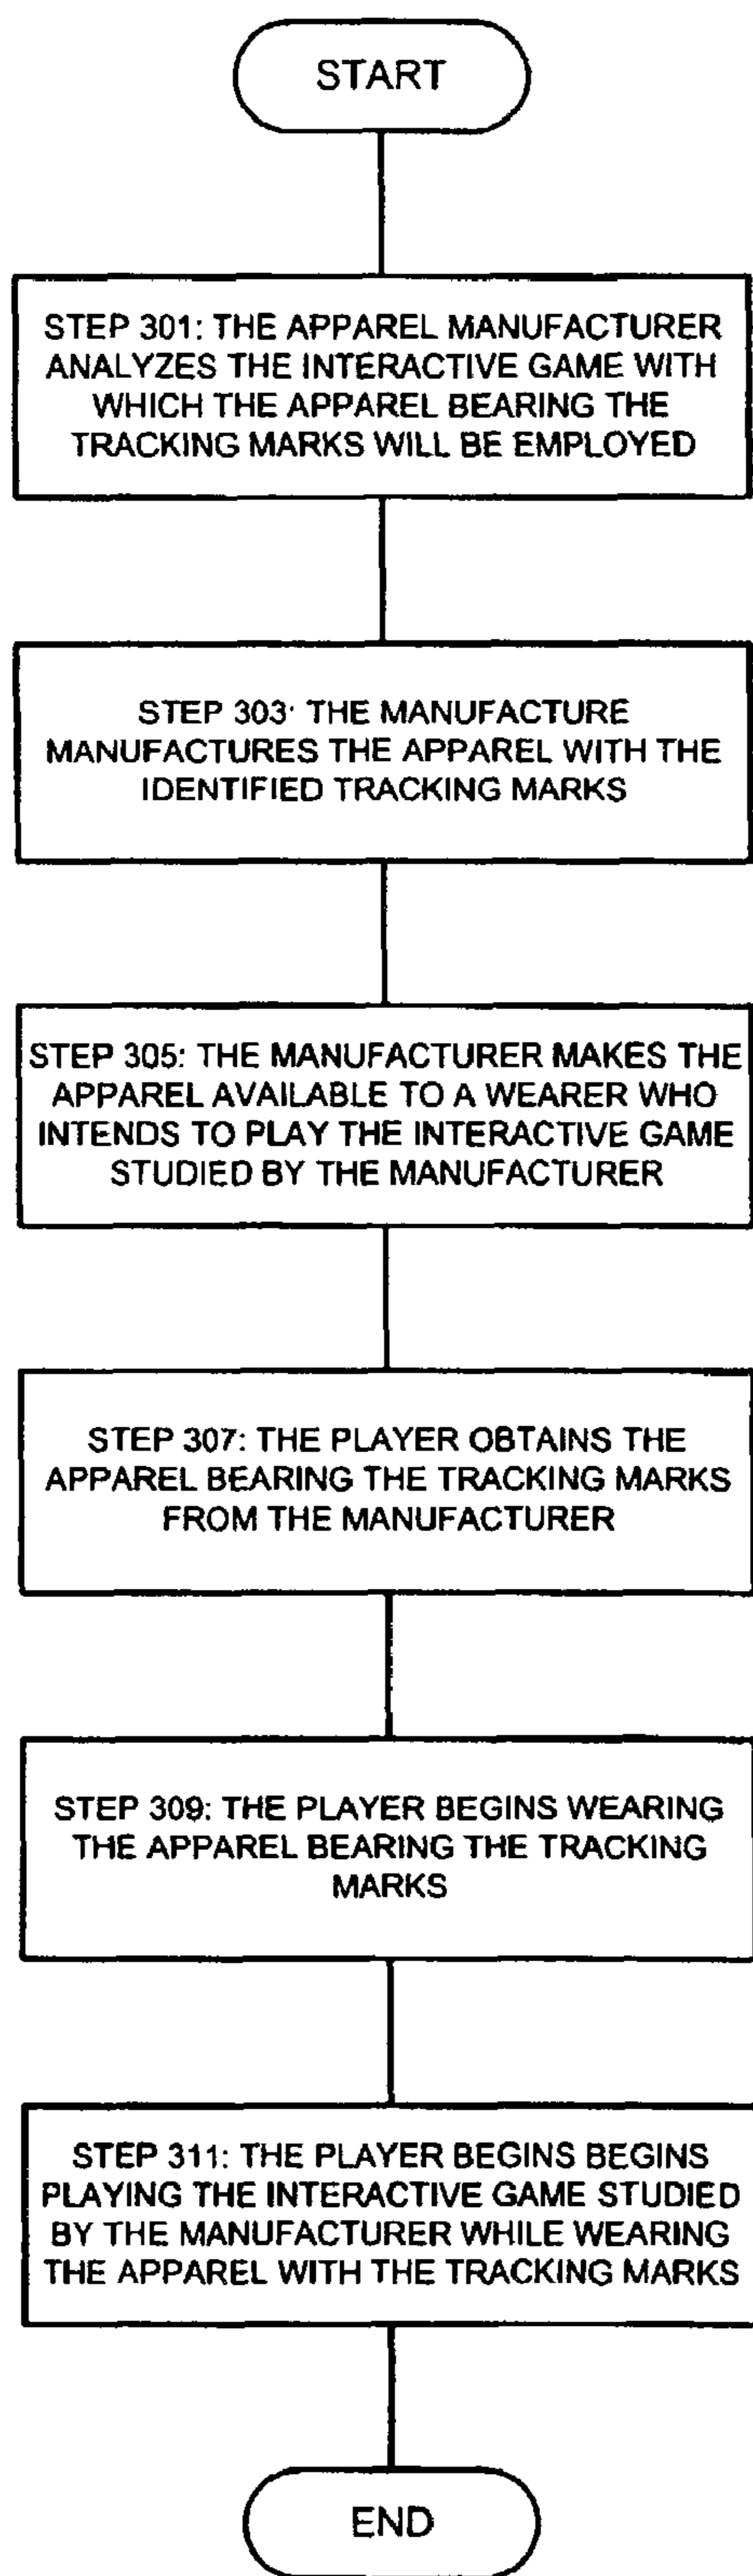 START
STEP 301: THE APPAREL MANUFACTURER
ANALYZES THE INTERACTIVE GAME WITH
WHICH THE APPAREL BEARING THE
TRACKING MARKS WILL BE EMPLOYED
STEP 303: THE MANUFACTURE
MANUFACTURES THE APPAREL WITH THE
IDENTIFIED TRACKING MARKS
STEP 305: THE MANUFACTURER MAKES THE
APPAREL AVAILABLE TO A WEARER WHO
INTENDS TO PLAY THE INTERACTIVE GAME
STUDIED BY THE MANUFACTURER
STEP 307: THE PLAYER OBTAINS THE
APPAREL BEARING THE TRACKING MARKS
FROM THE MANUFACTURER
STEP 309: THE PLAYER BEGINS WEARING
THE APPAREL BEARING THE TRACKING
MARKS
STEP 311: THE PLAYER BEGINS BEGINS
PLAYING THE INTERACTIVE GAME STUDIED
BY THE MANUFACTURER WHILE WEARING
THE APPAREL WITH THE TRACKING MARKS
END